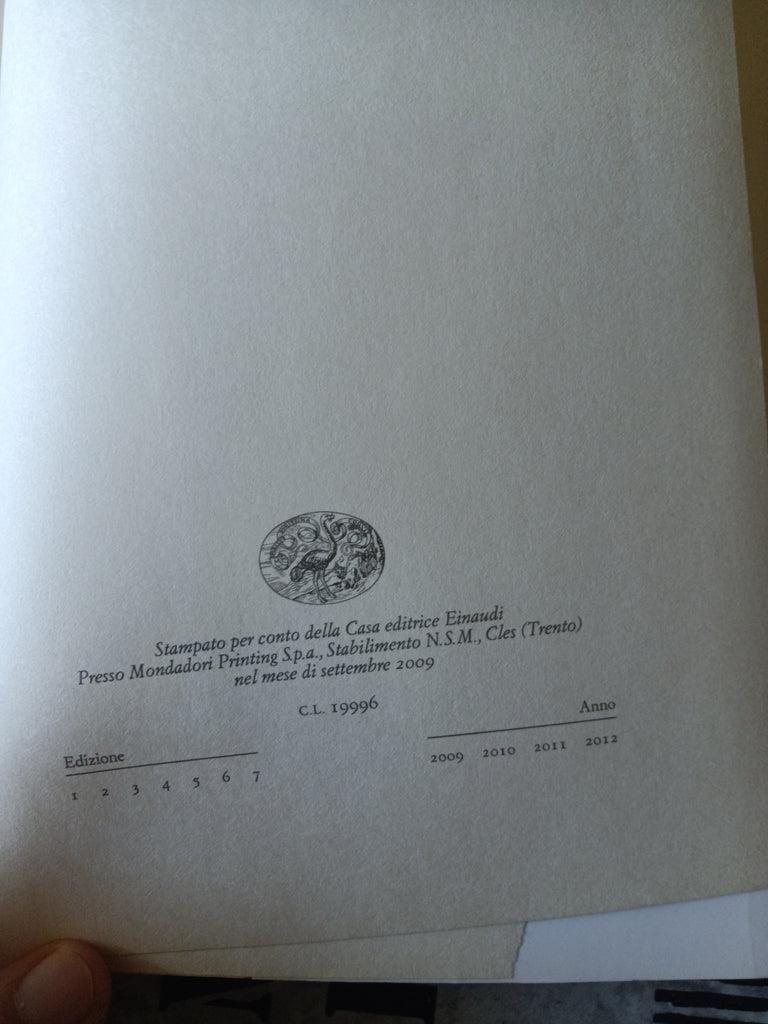 Stampato per conto della Casa editrice Einaudi
Presso Mondadori Printing S.p.a., Stabilimento N.S.M., Cles (Trento)
nel mese di settembre 2009
C.L. 19996
Edizione
1 2 3 4 5 6 7
Anno
2009 2010 2011 2012